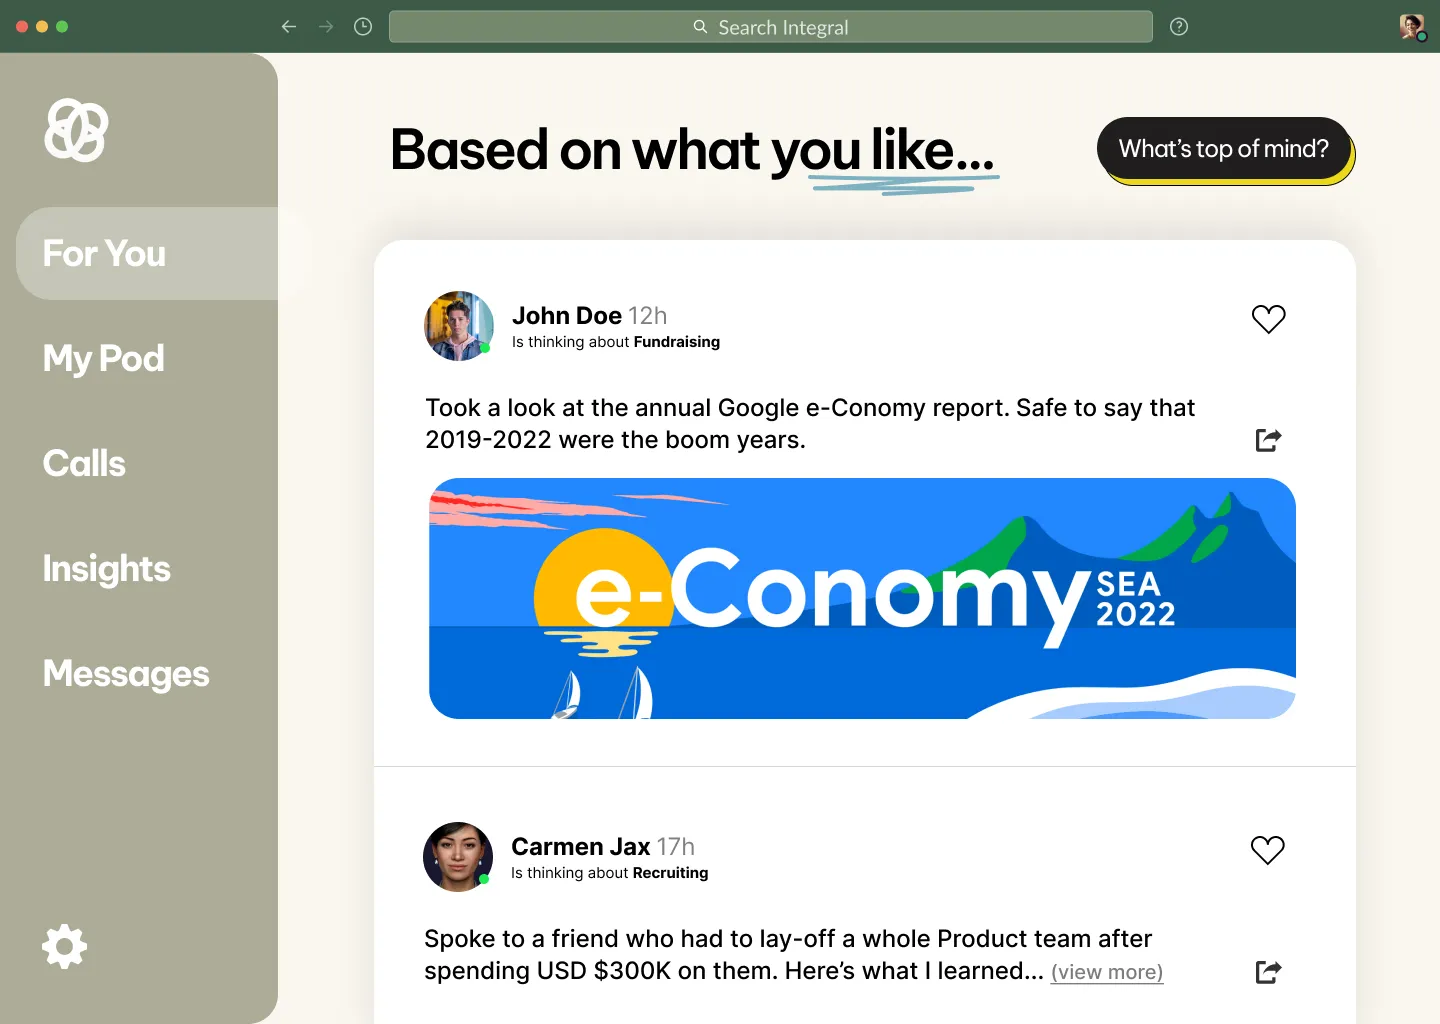 Search Integral
For You
My Pod
Calls
Insights
Messages
Based on what you like...
What's top of mind?
John Doe 12h
Is thinking about Fundraising
Took a look at the annual Google e-Conomy report. Safe to say that
2019-2022 were the boom years.
e-Conomy SEA
2022
Carmen Jax 17h
Is thinking about Recruiting
Spoke to a friend who had to lay-off a whole Product team after
spending USD $300K on them. Here's what I learned... (view more)